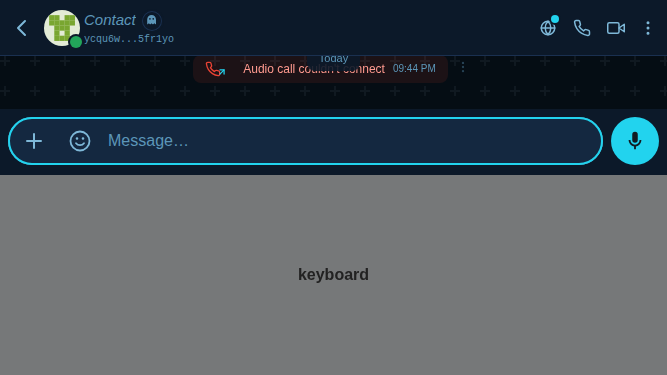 Contact
ycqu6w...5fr1yo
Today
Audio call couldn't connect 09:44 PM
Message…
keyboard